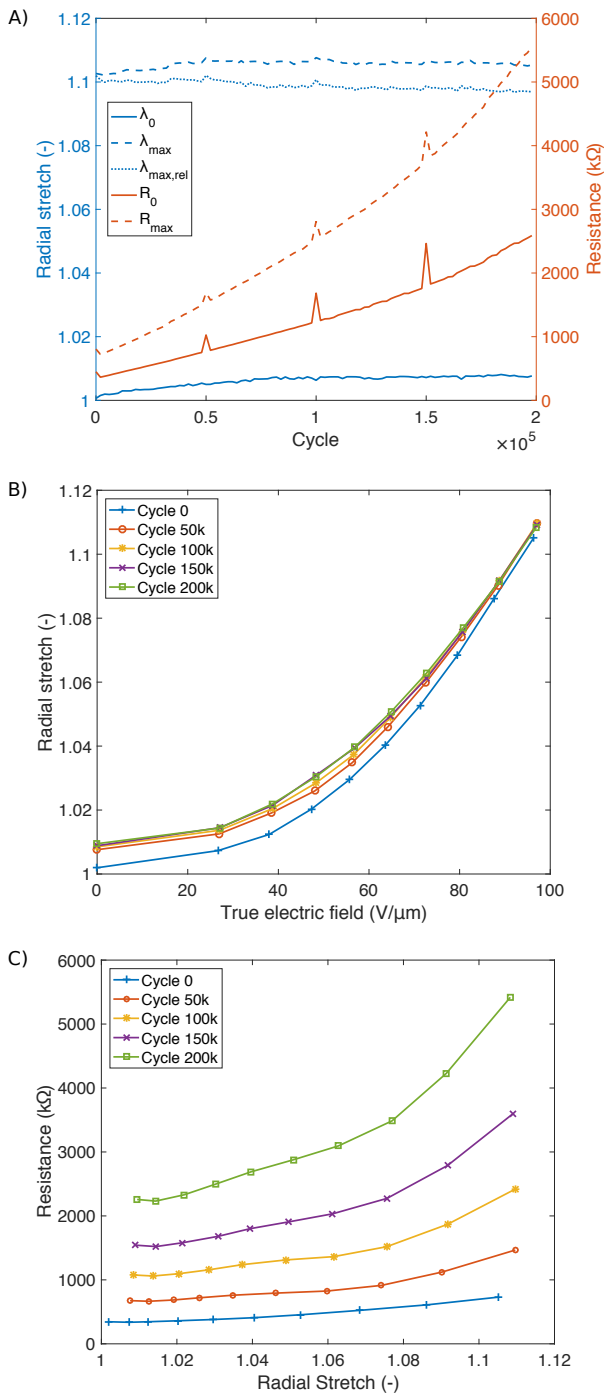 A)
1.12
1.1
1.08
1.06
1.04
1.02
1
Radial stretch (-)
6000
5000
4000
3000
2000
1000
0
Resistance (kΩ)
λ0
λmax
λmax,rel
R0
Rmax
0 0.5 1 1.5 2
Cycle ×10^5
B)
1.12
1.1
1.08
1.06
1.04
1.02
1
Radial stretch (-)
Cycle 0
Cycle 50k
Cycle 100k
Cycle 150k
Cycle 200k
0 20 40 60 80 100
True electric field (V/μm)
C)
6000
5000
4000
3000
2000
1000
0
Resistance (kΩ)
Cycle 0
Cycle 50k
Cycle 100k
Cycle 150k
Cycle 200k
1 1.02 1.04 1.06 1.08 1.1 1.12
Radial Stretch (-)